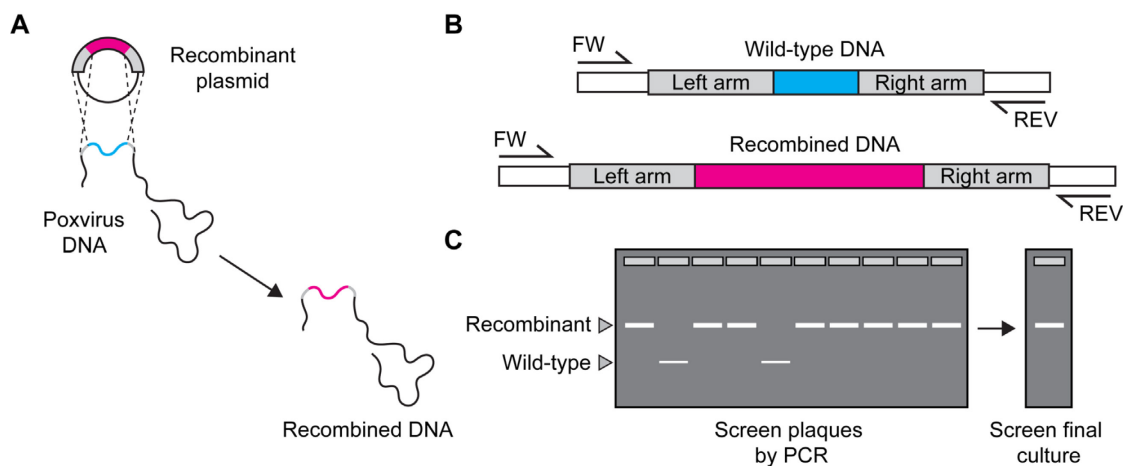 A
Recombinant
plasmid
Poxvirus
DNA
Recombined DNA
B
FW
Wild-type DNA
Left arm
Right arm
REV
FW
Recombined DNA
Left arm
Right arm
REV
C
Recombinant
Wild-type
Screen plaques
by PCR
Screen final
culture